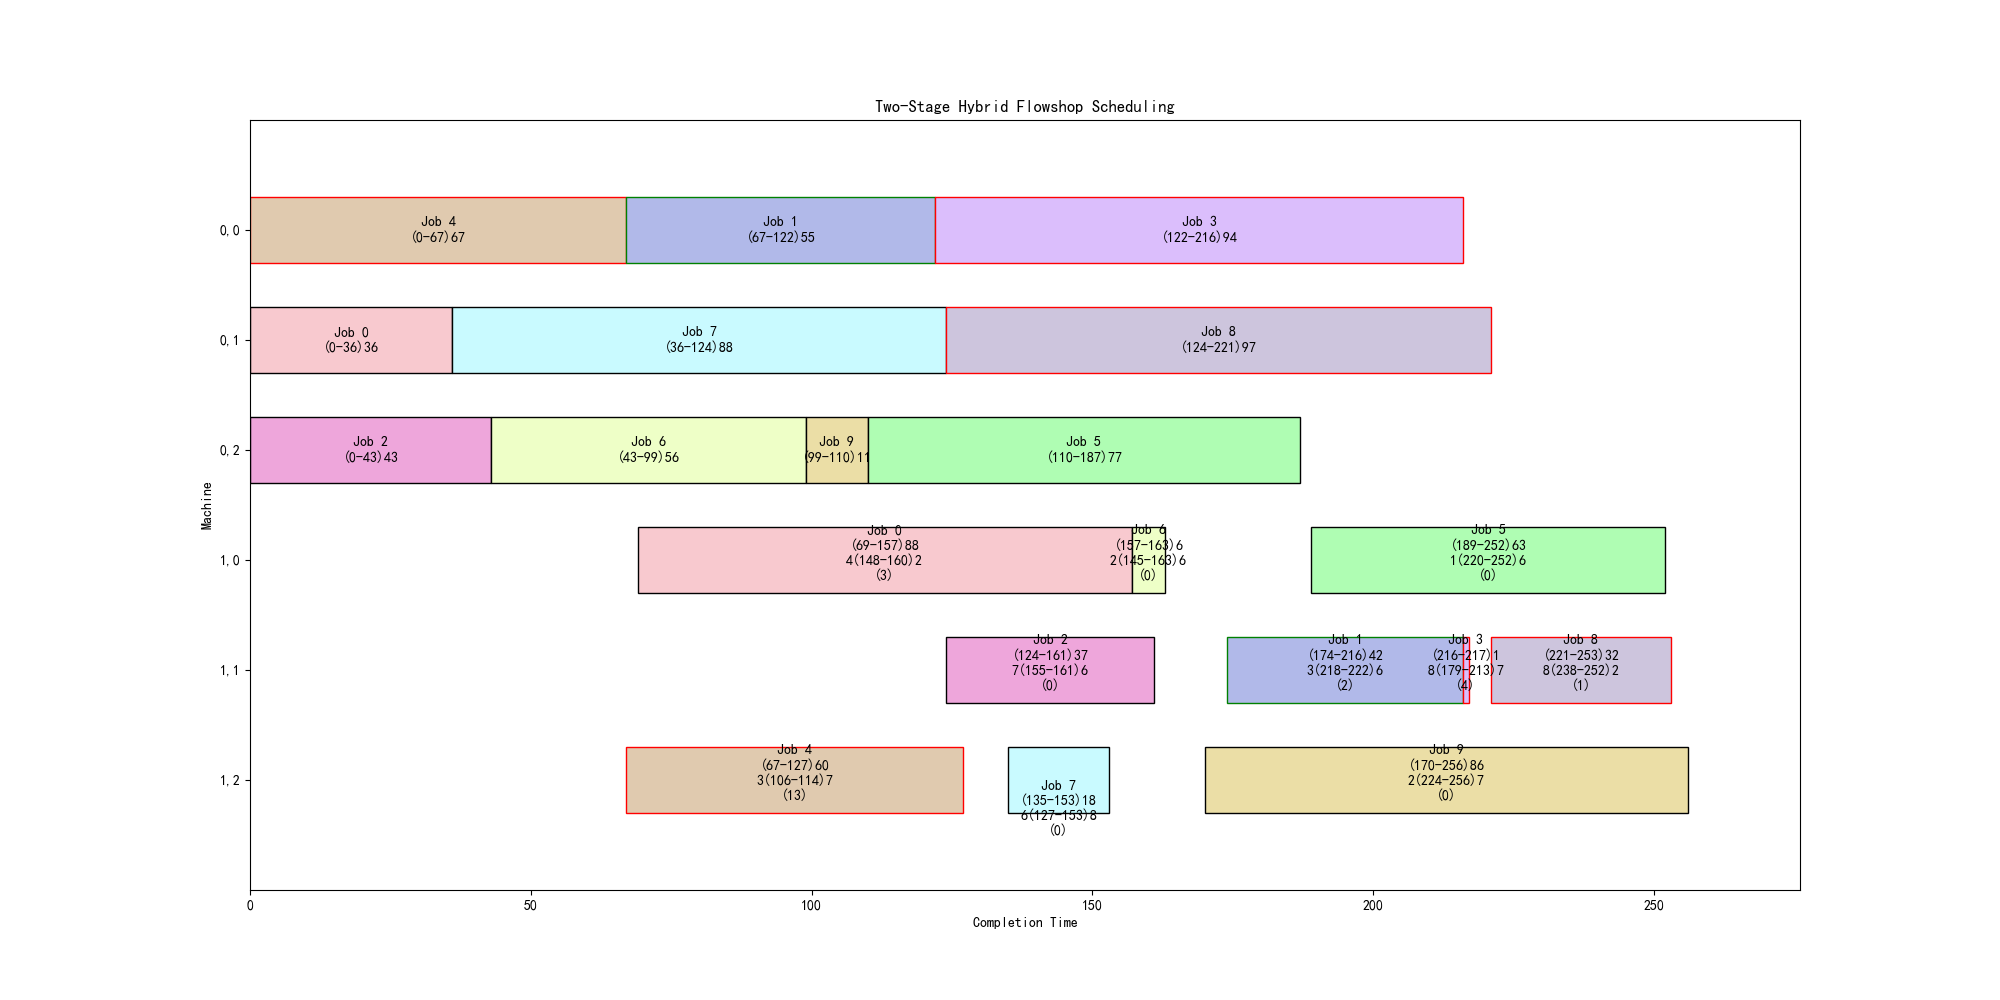 Two-Stage Hybrid Flowshop Scheduling
Machine
0,0
Job 4
(0-67)67
Job 1
(67-122)55
Job 3
(122-216)94
0,1
Job 0
(0-36)36
Job 7
(36-124)88
Job 8
(124-221)97
0,2
Job 2
(0-43)43
Job 6
(43-99)56
Job 9
(99-110)11
Job 5
(110-187)77
1,0
Job 0
(69-157)88
4(148-160)2
(3)
Job 6
(157-163)6
2(145-163)6
(0)
Job 5
(189-252)63
1(220-252)6
(0)
1,1
Job 2
(124-161)37
7(155-161)6
(0)
Job 1
(174-216)42
3(218-222)6
(2)
Job 3
(216-217)1
8(179-213)7
(4)
Job 8
(221-253)32
8(238-252)2
(1)
1,2
Job 4
(67-127)60
3(106-114)7
(13)
Job 7
(135-153)18
6(127-153)8
(0)
Job 9
(170-256)86
2(224-256)7
(0)
0
50
100
150
200
250
Completion Time